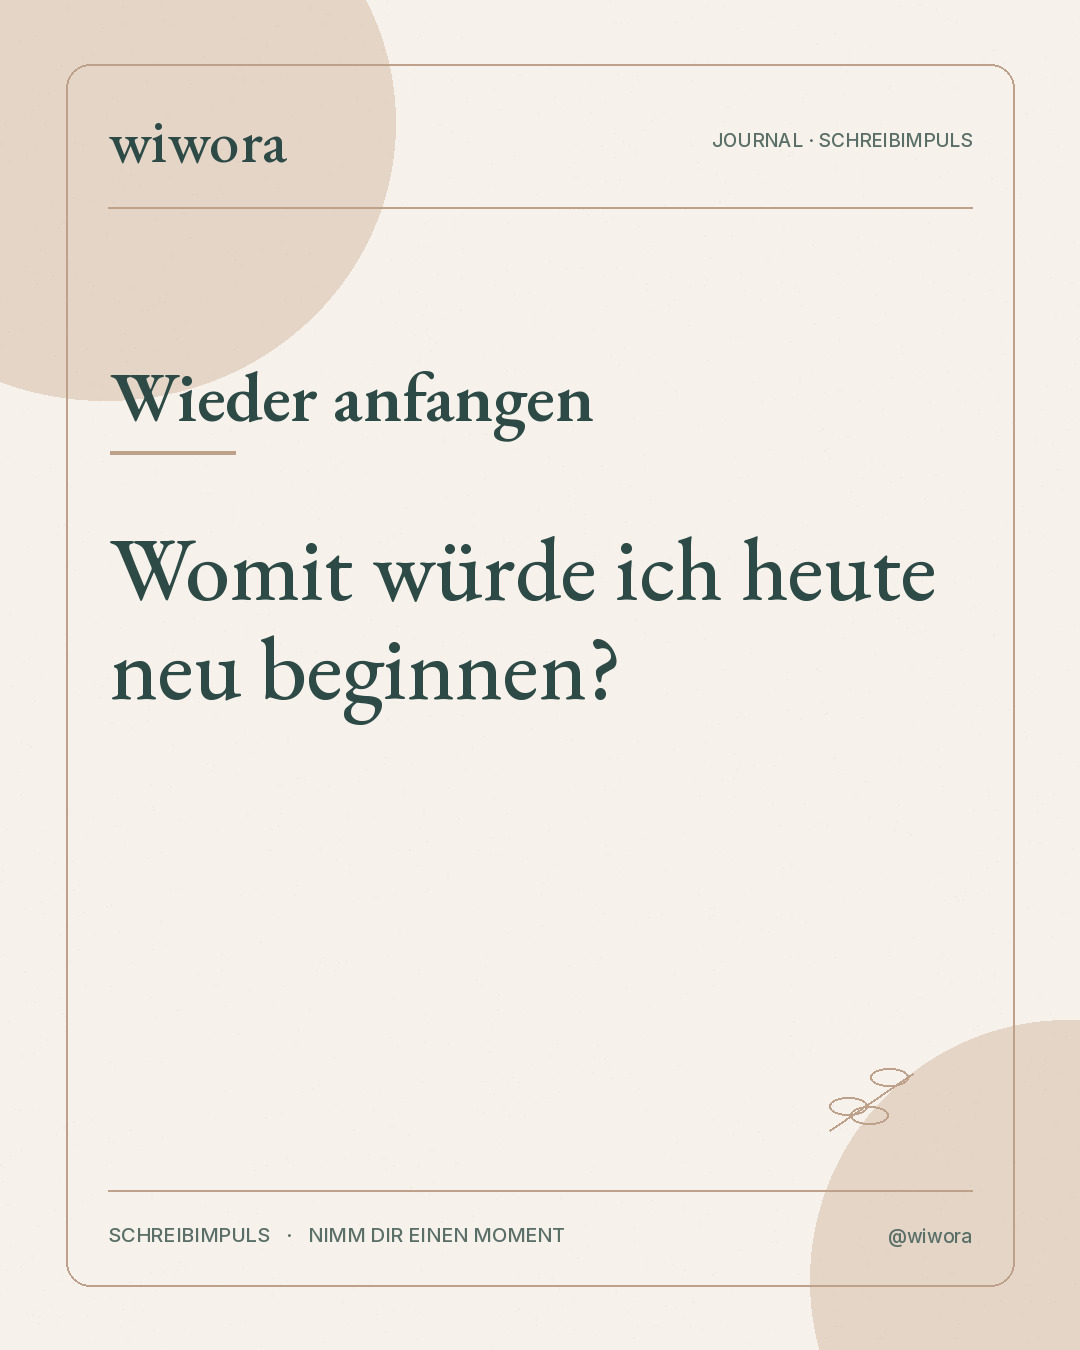 wiwora
JOURNAL · SCHREIBIMPULS
Wieder anfangen
Womit würde ich heute
neu beginnen?
SCHREIBIMPULS · NIMM DIR EINEN MOMENT
@wiwora